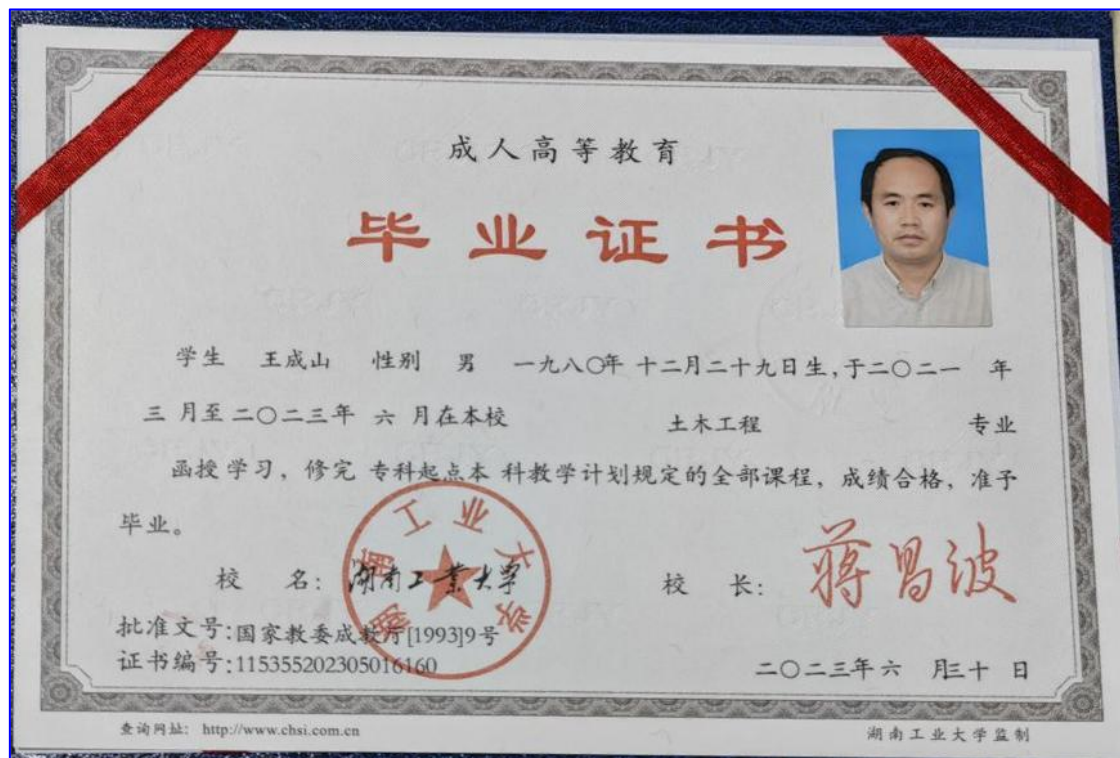 成人高等教育
毕业证书
学生 王成山 性别 男 一九八〇年 十二月二十九日生,于二〇二一 年
三 月至 二〇二三年 六 月在本校 土木工程 专业
函授 学习，修完 专科起点本 科教学计划规定的全部课程，成绩合格，准予
毕业。
校 名: 湖南工業大学
湖南工业大学
校 长: 蒋昌波
批准文号:国家教委成教厅[1993]9号
证书编号:115355202305016160
二〇二三年 六 月三十 日
查询网址: http://www.chsi.com.cn
湖南工业大学监制